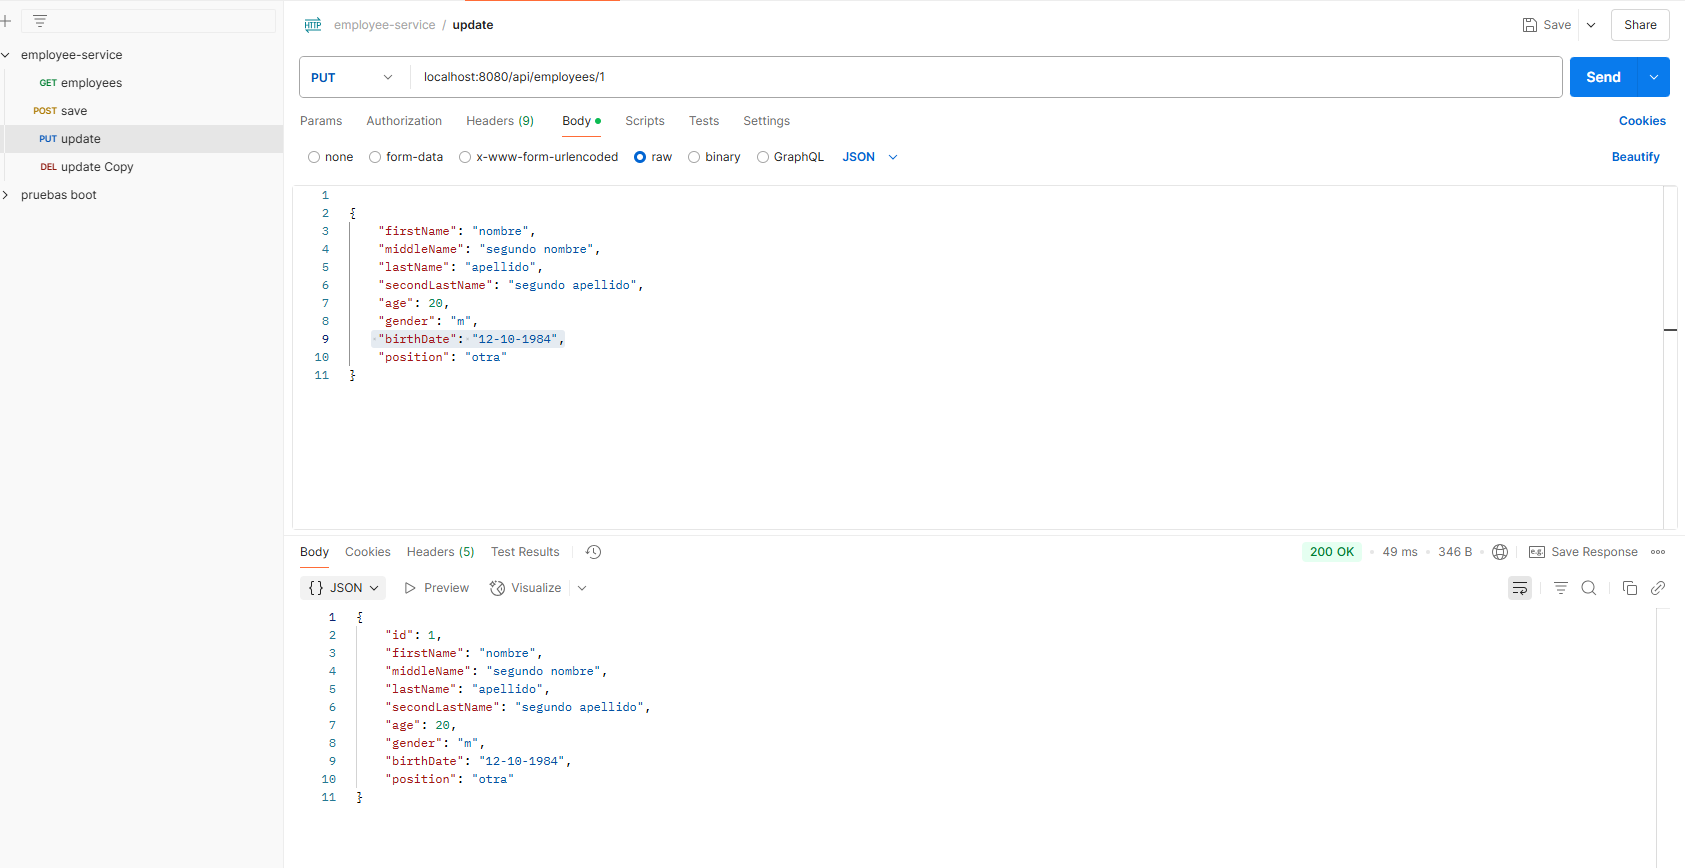 employee-service / update
Save
Share
employee-service
GET employees
POST save
PUT update
DEL update Copy
pruebas boot
PUT
localhost:8080/api/employees/1
Send
Params Authorization Headers (9) Body Scripts Tests Settings
Cookies
none form-data x-www-form-urlencoded raw binary GraphQL JSON
Beautify
1
2 {
3 "firstName": "nombre",
4 "middleName": "segundo nombre",
5 "lastName": "apellido",
6 "secondLastName": "segundo apellido",
7 "age": 20,
8 "gender": "m",
9 "birthDate": "12-10-1984",
10 "position": "otra"
11 }
Body Cookies Headers (5) Test Results
200 OK 49 ms 346 B e.g. Save Response
{} JSON Preview Visualize
1 {
2 "id": 1,
3 "firstName": "nombre",
4 "middleName": "segundo nombre",
5 "lastName": "apellido",
6 "secondLastName": "segundo apellido",
7 "age": 20,
8 "gender": "m",
9 "birthDate": "12-10-1984",
10 "position": "otra"
11 }